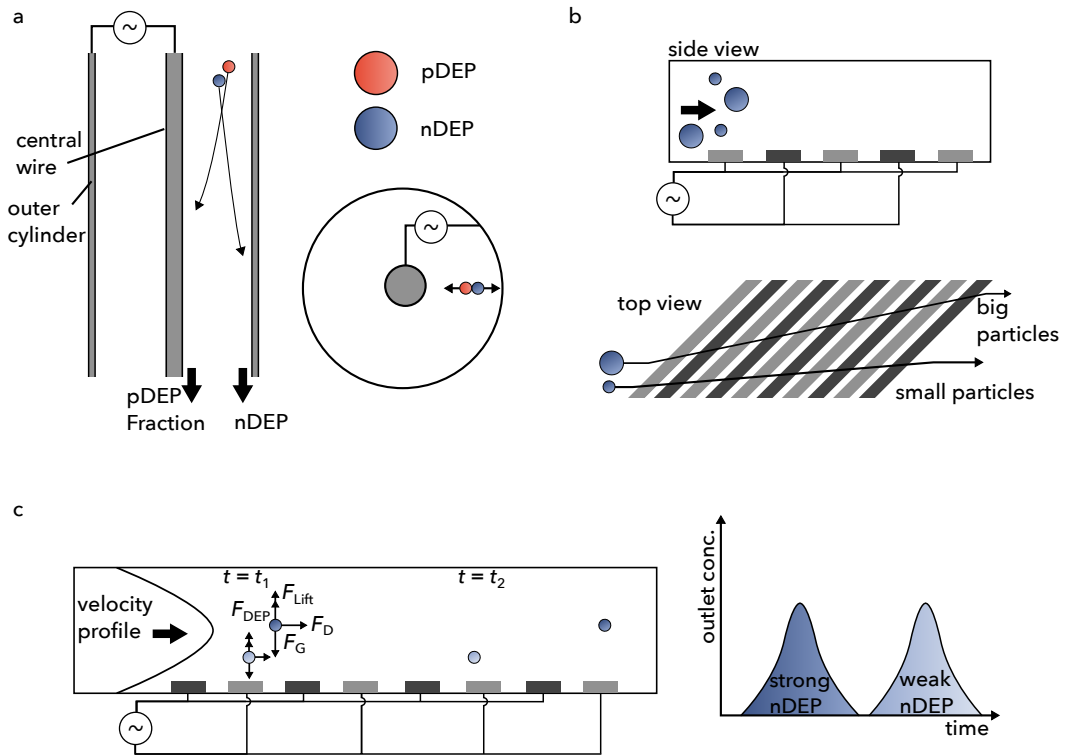 a
~
central
wire
outer
cylinder
pDEP
nDEP
~
pDEP
Fraction
nDEP
b
side view
~
top view
big
particles
small particles
c
velocity
profile
t = t1
FDEP
FLift
FD
FG
t = t2
~
outlet conc.
strong
nDEP
weak
nDEP
time